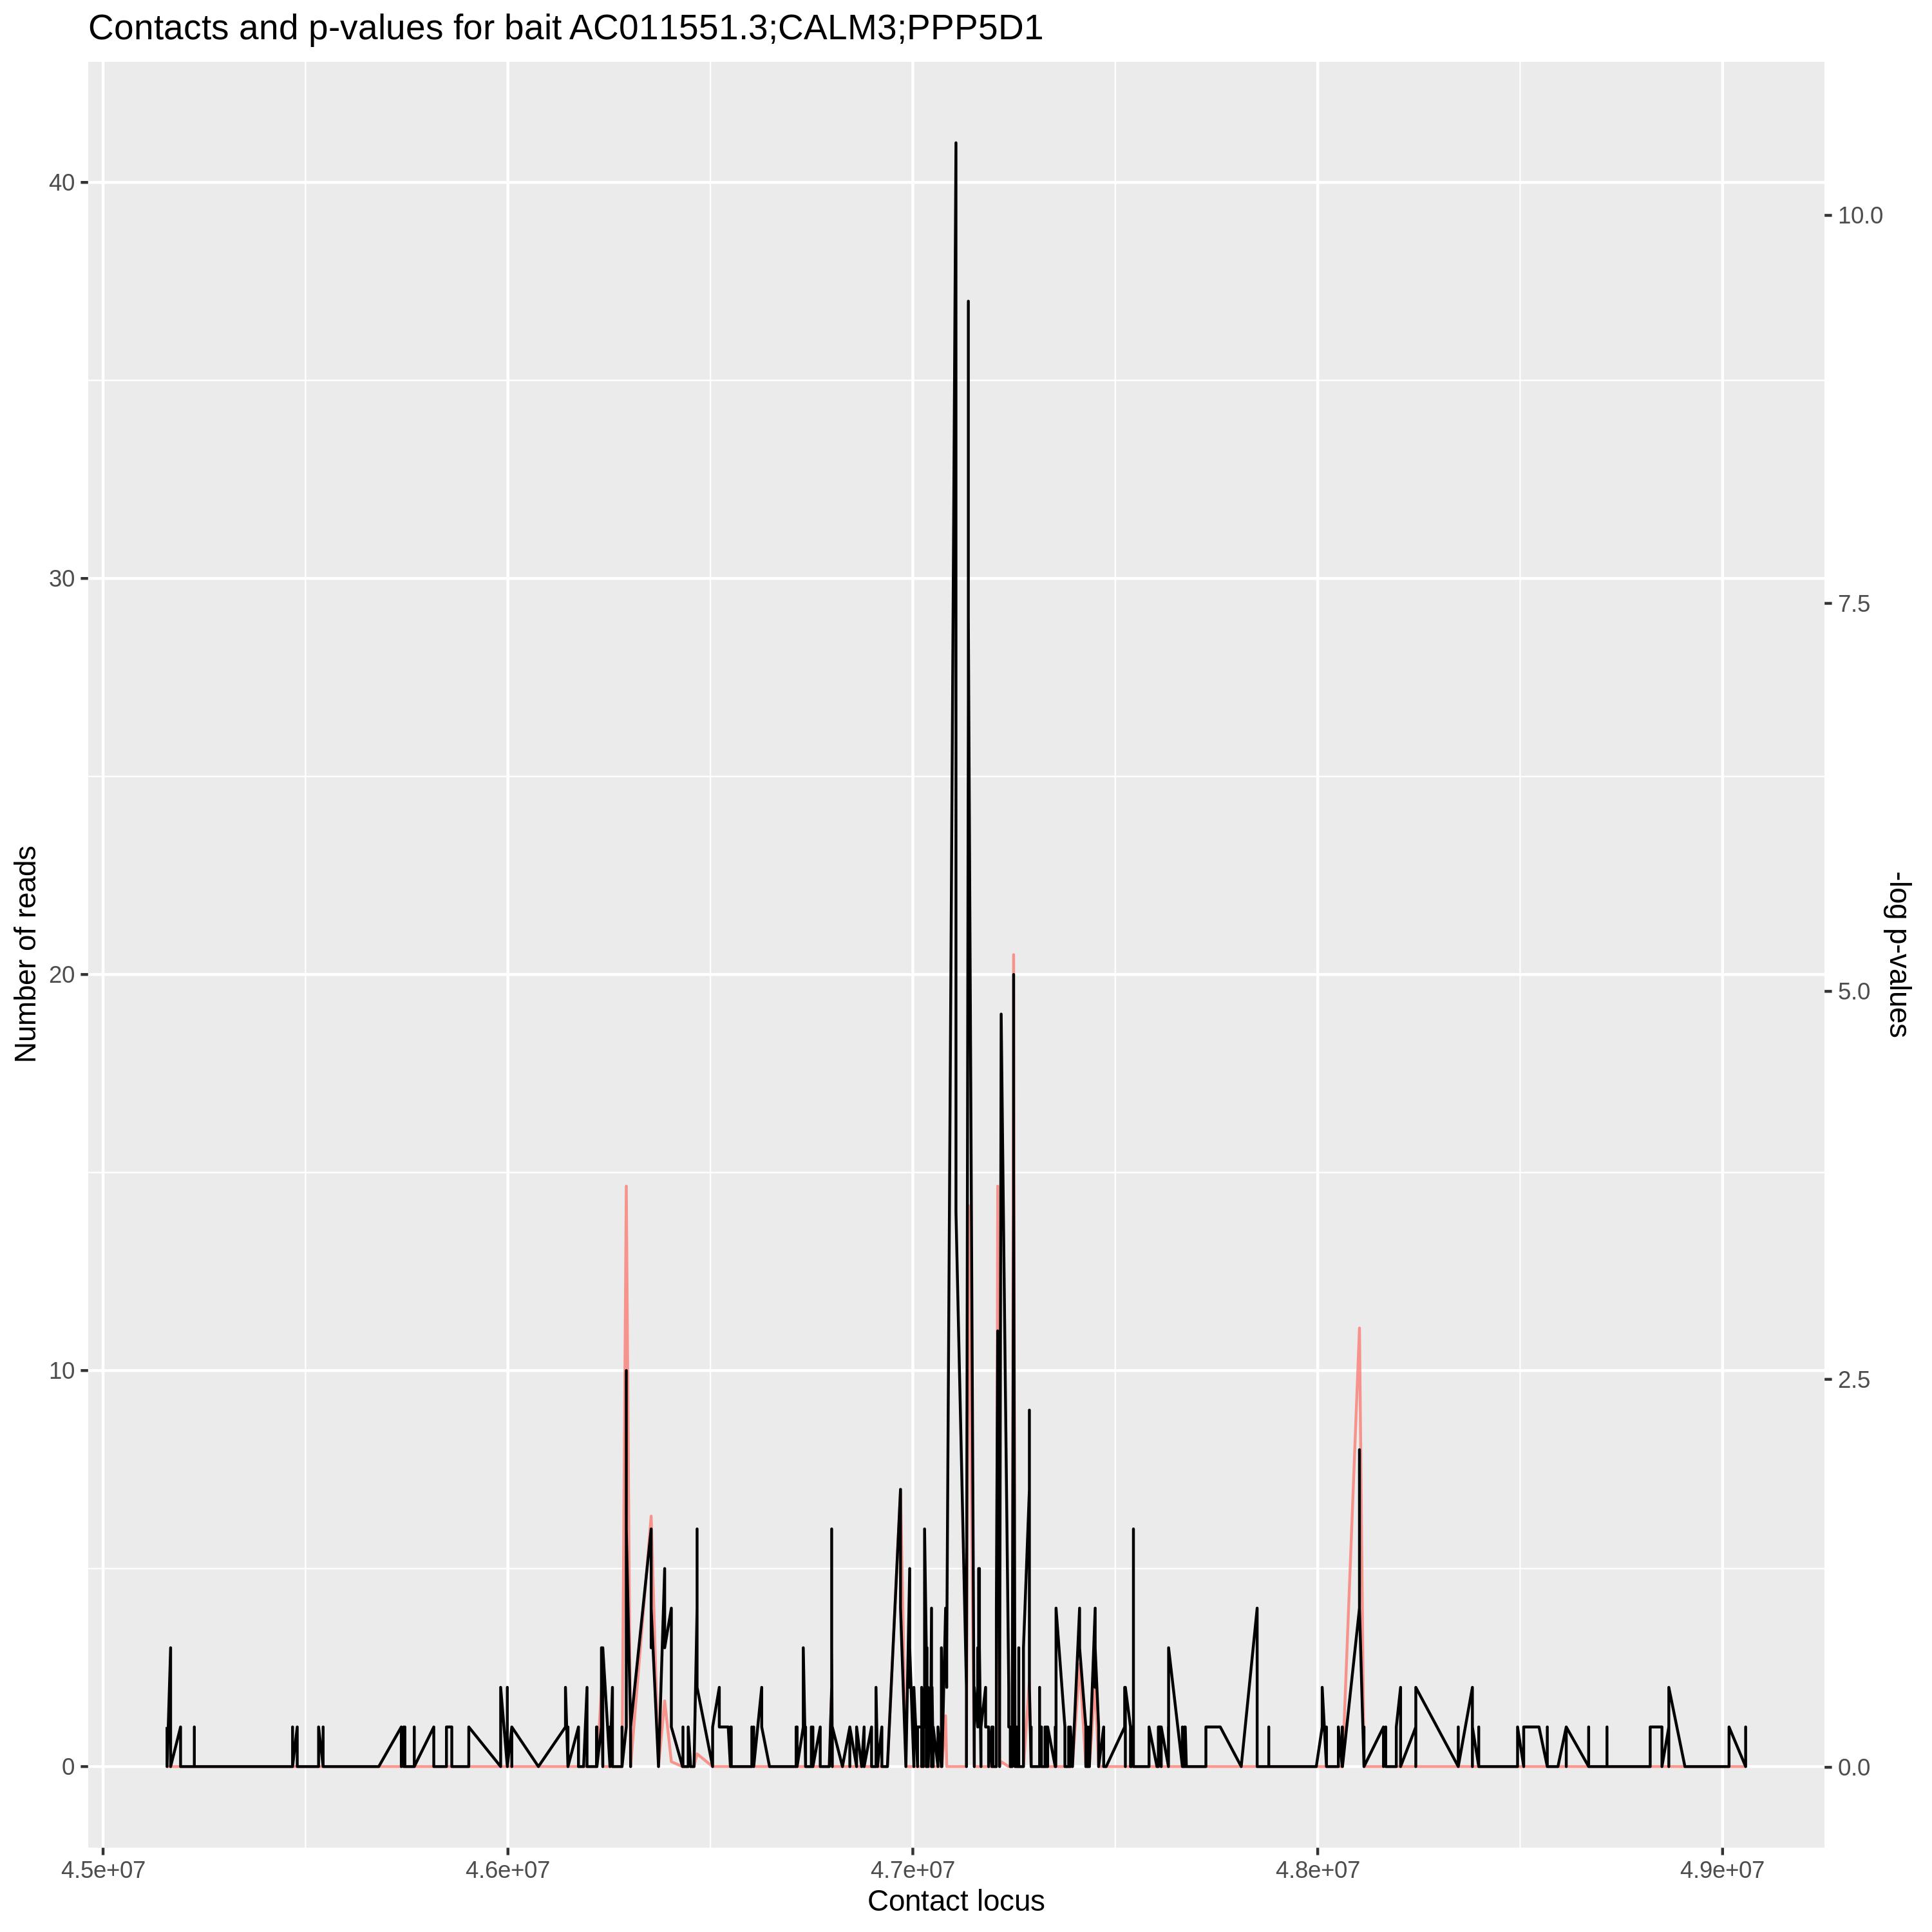 Contacts and p-values for bait AC011551.3;CALM3;PPP5D1
40
30
20
10
0
Number of reads
10.0
7.5
5.0
2.5
0.0
-log p-values
4.5e+07
4.6e+07
4.7e+07
4.8e+07
4.9e+07
Contact locus